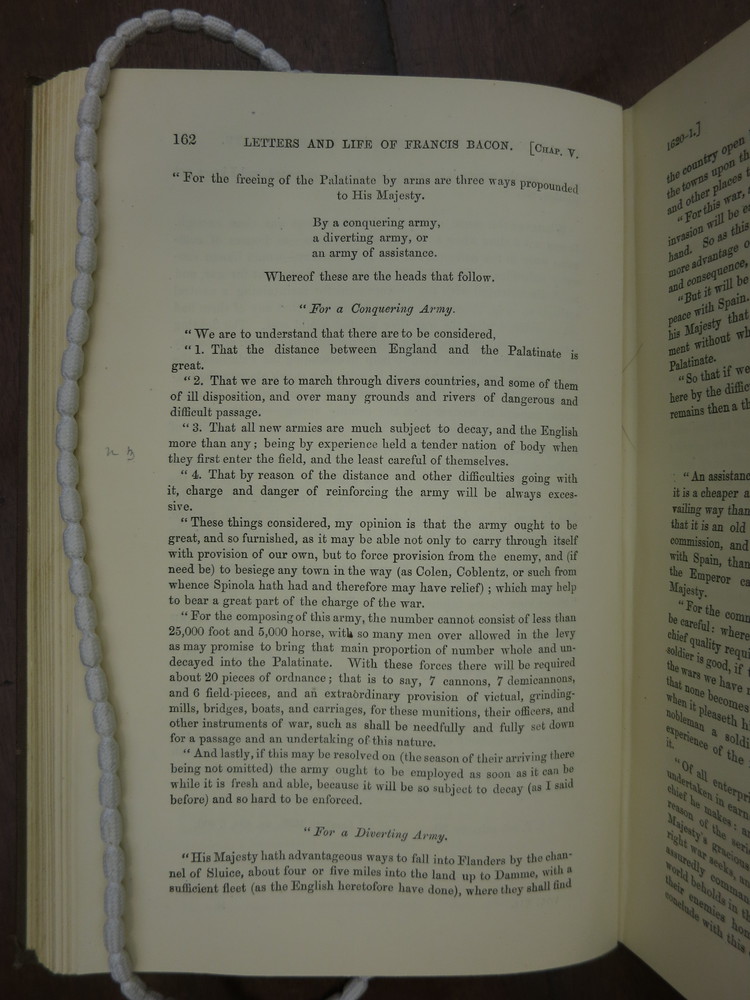 162 LETTERS AND LIFE OF FRANCIS BACON. [CHAP. V.
"For the freeing of the Palatinate by arms are three ways propounded
to His Majesty.
By a conquering army,
a diverting army, or
an army of assistance.
Whereof these are the heads that follow.
"For a Conquering Army.
"We are to understand that there are to be considered,
"1. That the distance between England and the Palatinate is
great.
"2. That we are to march through divers countries, and some of them
of ill disposition, and over many grounds and rivers of dangerous and
difficult passage.
"3. That all new armies are much subject to decay, and the English
more than any; being by experience held a tender nation of body when
they first enter the field, and the least careful of themselves.
"4. That by reason of the distance and other difficulties going with
it, charge and danger of reinforcing the army will be always exces-
sive.
"These things considered, my opinion is that the army ought to be
great, and so furnished, as it may be able not only to carry through itself
with provision of our own, but to force provision from the enemy, and (if
need be) to besiege any town in the way (as Colen, Coblentz, or such from
whence Spinola hath had and therefore may have relief); which may help
to bear a great part of the charge of the war.
"For the composing of this army, the number cannot consist of less than
25,000 foot and 5,000 horse, with so many men over allowed in the levy
as may promise to bring that main proportion of number whole and un-
decayed into the Palatinate. With these forces there will be required
about 20 pieces of ordnance; that is to say, 7 cannons, 7 demicannons,
and 6 field-pieces, and an extraordinary provision of victual, grinding-
mills, bridges, boats, and carriages, for these munitions, their officers, and
other instruments of war, such as shall be needfully and fully set down
for a passage and an undertaking of this nature.
"And lastly, if this may be resolved on (the season of their arriving there
being not omitted) the army ought to be employed as soon as it can be
while it is fresh and able, because it will be so subject to decay (as I said
before) and so hard to be enforced.
"For a Diverting Army.
"His Majesty hath advantageous ways to fall into Flanders by the chan-
nel of Sluice, about four or five miles into the land up to Damme, with a
sufficient fleet (as the English heretofore have done), where they shall find
1620-1.]
the country open
the towns upon
and other places
"For this war,
invasion will be
hand. So as this
more advantage
and consequence,
"But it will be
peace with Spain.
his Majesty that
ment without
Palatinate.
"So that if we
here by the
remains then a
"An assistance
it is a cheaper
vailing way than
that it is an old
commission, and
with Spain, than
the Emperor
Majesty.
"For the
be careful: where
chief quality
soldier is good, if
the wars we have
that none becomes
when it pleaseth
nobleman a
experience of the
it.
"Of all
undertaken in
chief he makes:
reason of the
Majesty's gracious
right war seeks,
assuredly
world beholds in
their enemies
conclude with this